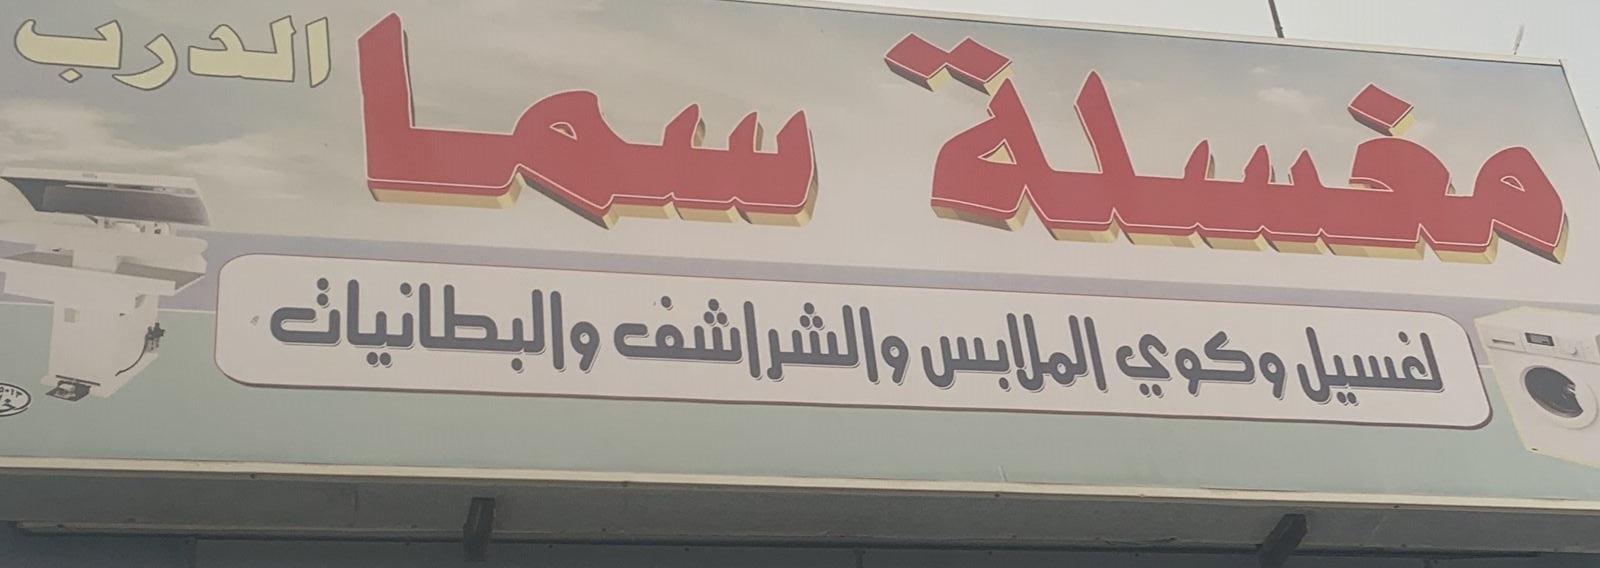 مغسلة سما الدرب
لغسيل وكوي الملابس والشراشف والبطانيات